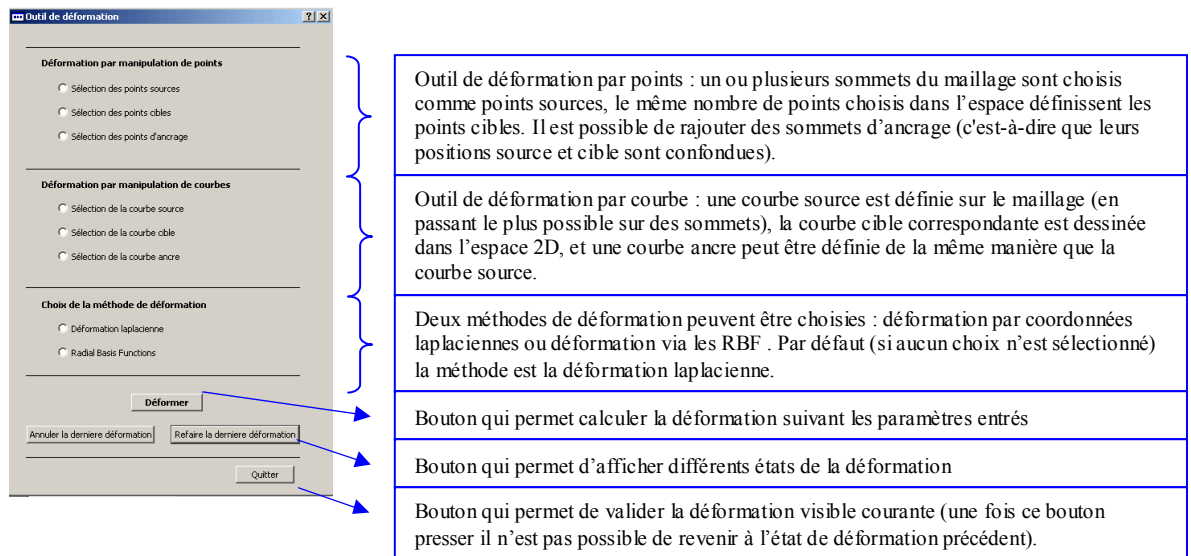 Outil de déformation
Déformation par manipulation de points
Sélection des points sources
Sélection des points cibles
Sélection des points d'ancrage
Déformation par manipulation de courbes
Sélection de la courbe source
Sélection de la courbe cible
Sélection de la courbe ancre
Choix de la méthode de déformation
Déformation laplacienne
Radial Basis Functions
Déformer
Annuler la derniere déformation
Refaire la derniere déformation
Quitter
Outil de déformation par points : un ou plusieurs sommets du maillage sont choisis
comme points sources, le même nombre de points choisis dans l’espace définissent les
points cibles. Il est possible de rajouter des sommets d’ancrage (c'est-à-dire que leurs
positions source et cible sont confondues).
Outil de déformation par courbe : une courbe source est définie sur le maillage (en
passant le plus possible sur des sommets), la courbe cible correspondante est dessinée
dans l’espace 2D, et une courbe ancre peut être définie de la même manière que la
courbe source.
Deux méthodes de déformation peuvent être choisies : déformation par coordonnées
laplaciennes ou déformation via les RBF . Par défaut (si aucun choix n’est sélectionné)
la méthode est la déformation laplacienne.
Bouton qui permet calculer la déformation suivant les paramètres entrés
Bouton qui permet d’afficher différents états de la déformation
Bouton qui permet de valider la déformation visible courante (une fois ce bouton
presser il n’est pas possible de revenir à l’état de déformation précédent).